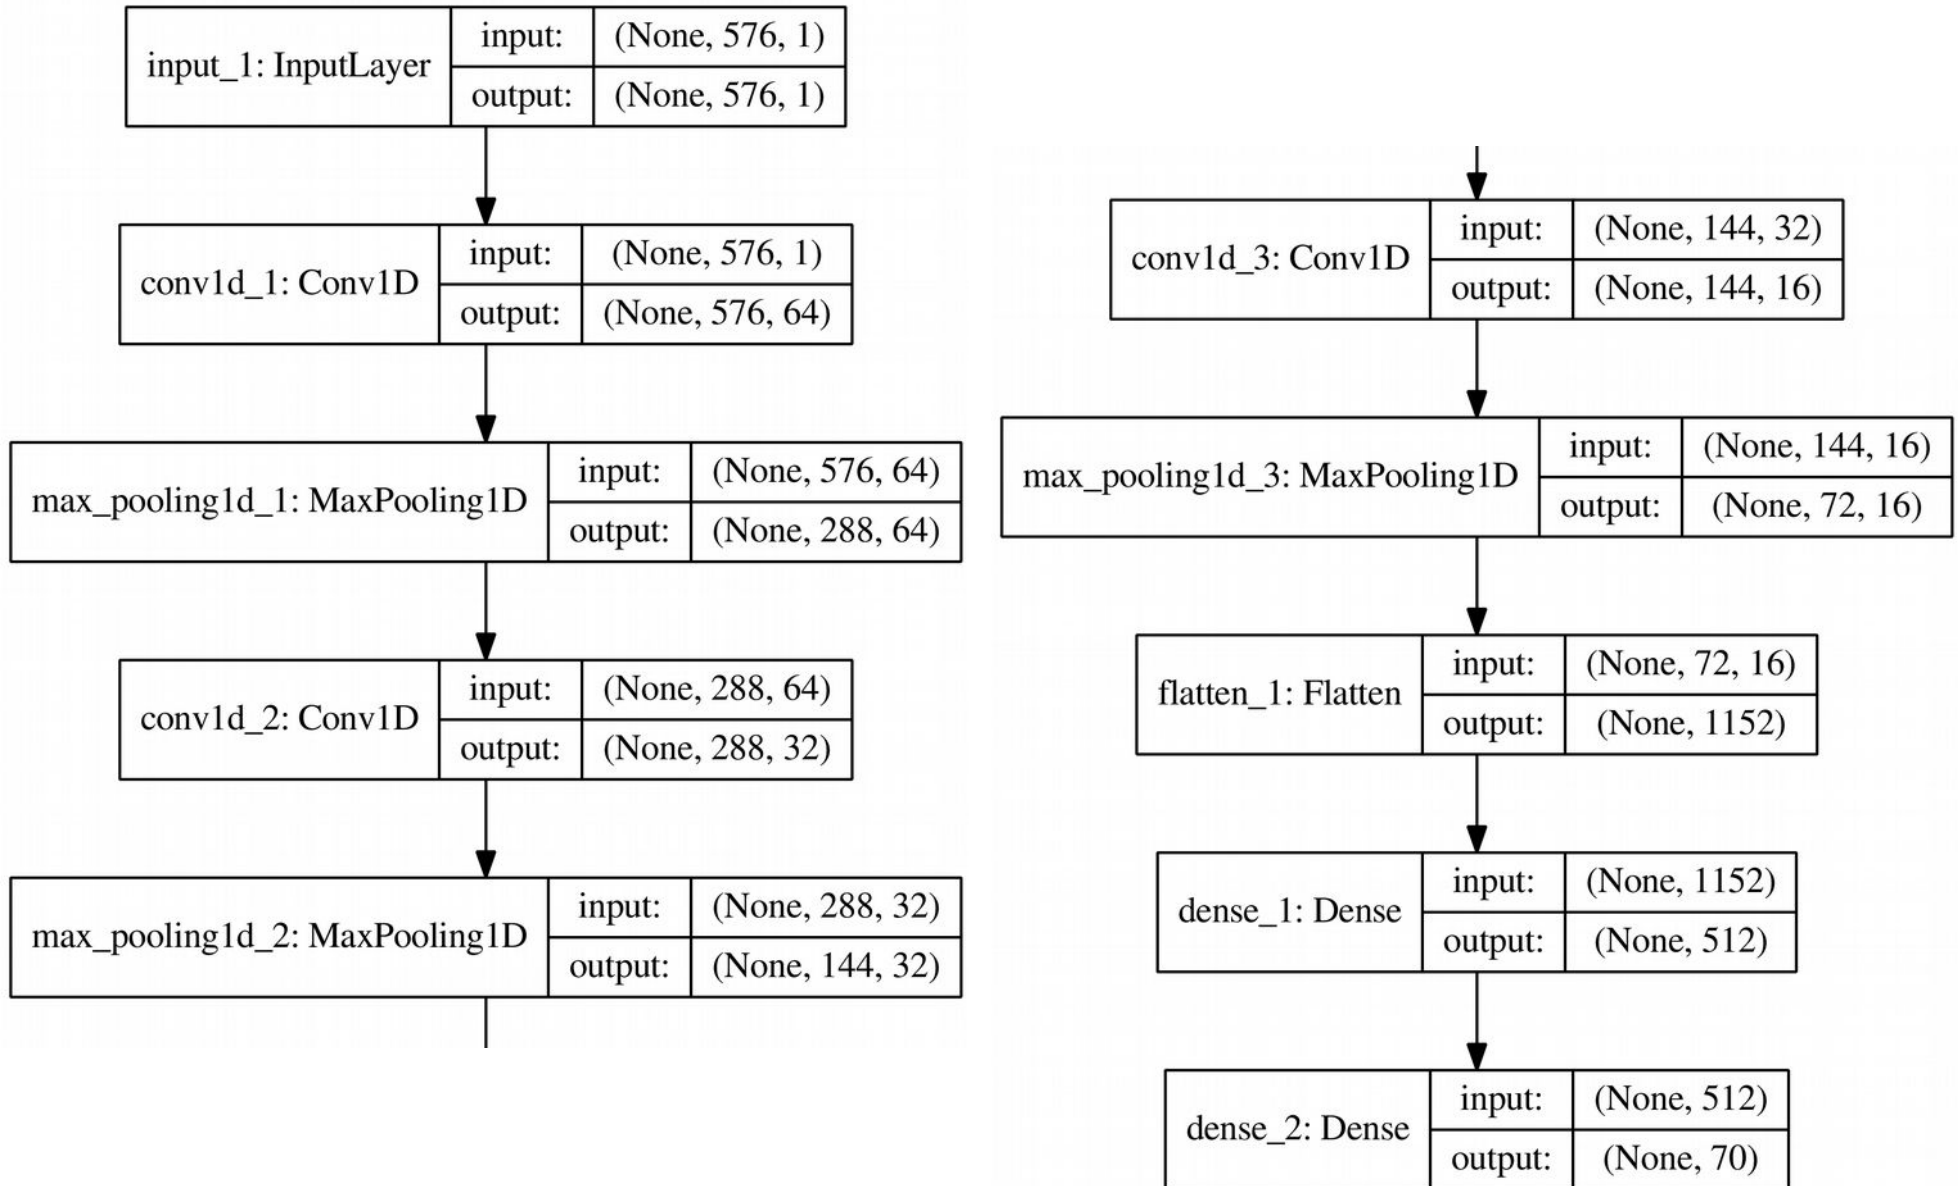 input_1: InputLayer
input: (None, 576, 1)
output: (None, 576, 1)
conv1d_1: Conv1D
input: (None, 576, 1)
output: (None, 576, 64)
max_pooling1d_1: MaxPooling1D
input: (None, 576, 64)
output: (None, 288, 64)
conv1d_2: Conv1D
input: (None, 288, 64)
output: (None, 288, 32)
max_pooling1d_2: MaxPooling1D
input: (None, 288, 32)
output: (None, 144, 32)
conv1d_3: Conv1D
input: (None, 144, 32)
output: (None, 144, 16)
max_pooling1d_3: MaxPooling1D
input: (None, 144, 16)
output: (None, 72, 16)
flatten_1: Flatten
input: (None, 72, 16)
output: (None, 1152)
dense_1: Dense
input: (None, 1152)
output: (None, 512)
dense_2: Dense
input: (None, 512)
output: (None, 70)